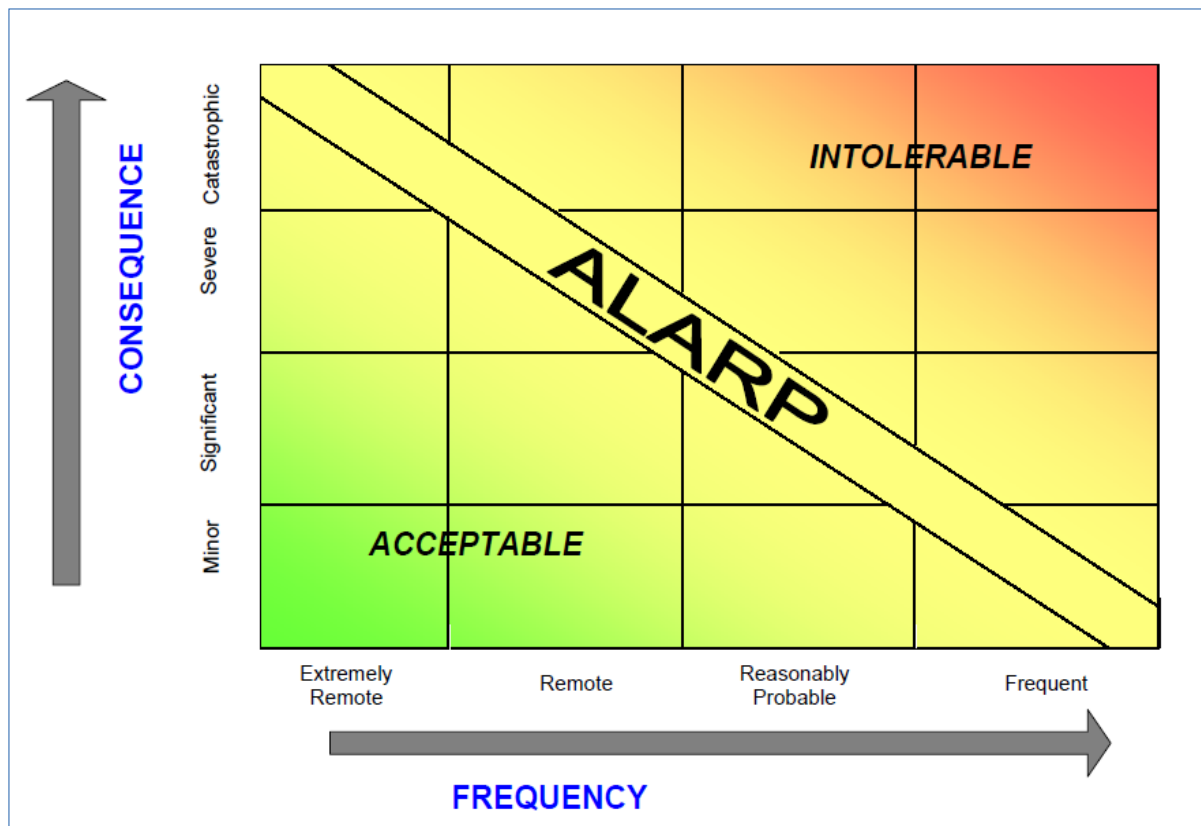 CONSEQUENCE
Catastrophic
Severe
Significant
Minor
INTOLERABLE
ALARP
ACCEPTABLE
Extremely
Remote
Remote
Reasonably
Probable
Frequent
FREQUENCY